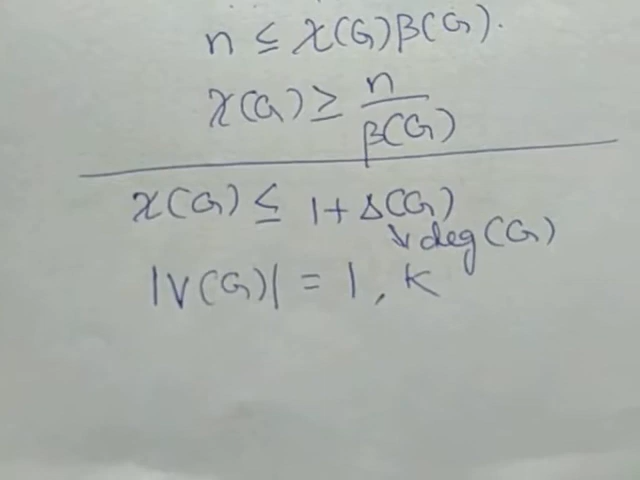 n ≤ χ(G)β(G).
χ(G) ≥ n/β(G)
χ(G) ≤ 1+Δ(G)
↓deg(G)
|V(G)| = 1, K